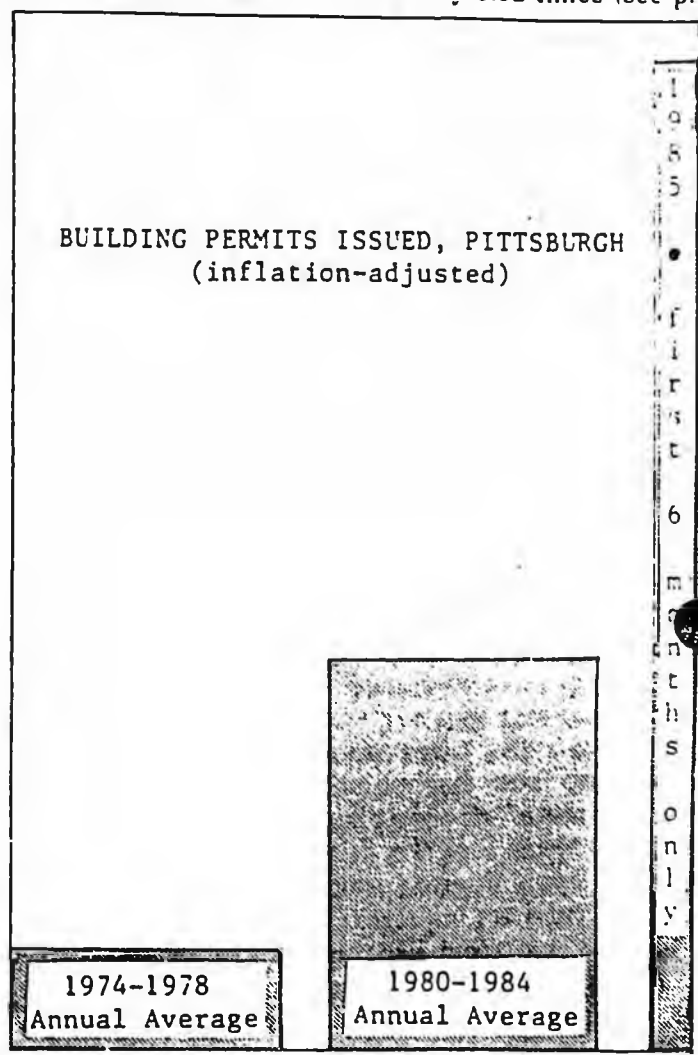 BUILDING PERMITS ISSUED, PITTSBURGH
(inflation-adjusted)
1974-1978
Annual Average
1980-1984
Annual Average
1985 • first 6 months only